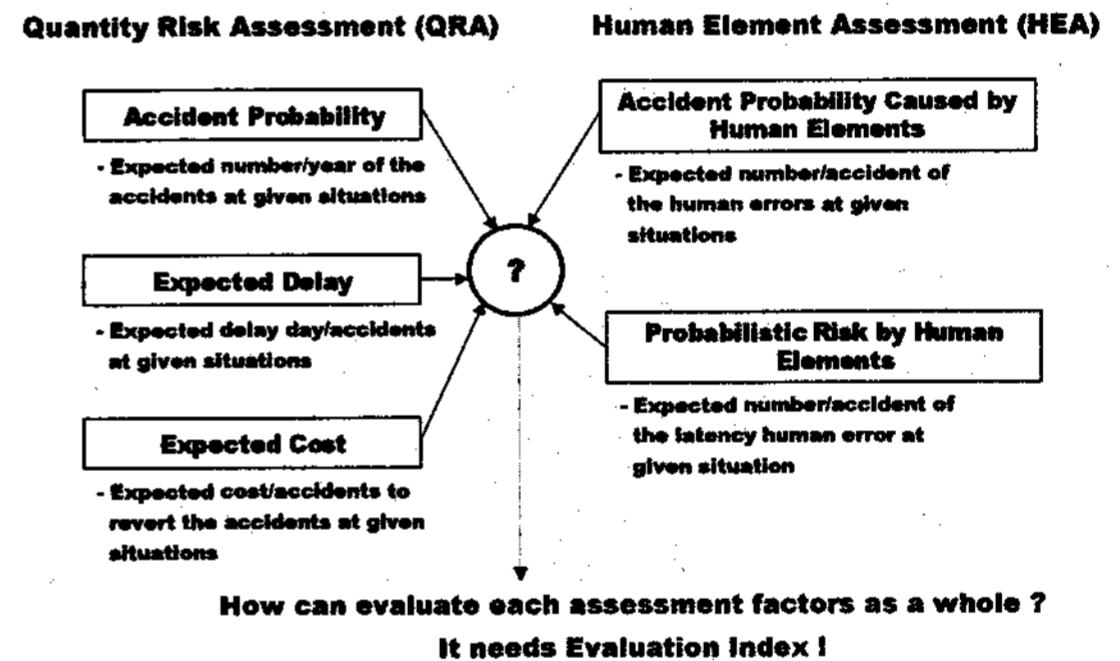 Quantity Risk Assessment (QRA)
Human Element Assessment (HEA)
Accident Probability
- Expected number/year of the
accidents at given situations
Expected Delay
- Expected delay day/accidents
at given situations
Expected Cost
- Expected cost/accidents to
revert the accidents at given
situations
?
Accident Probability Caused by
Human Elements
- Expected number/accident of
the human errors at given
situations
Probabilistic Risk by Human
Elements
- Expected number/accident of
the latency human error at
given situation
How can evaluate each assessment factors as a whole ?
It needs Evaluation Index !